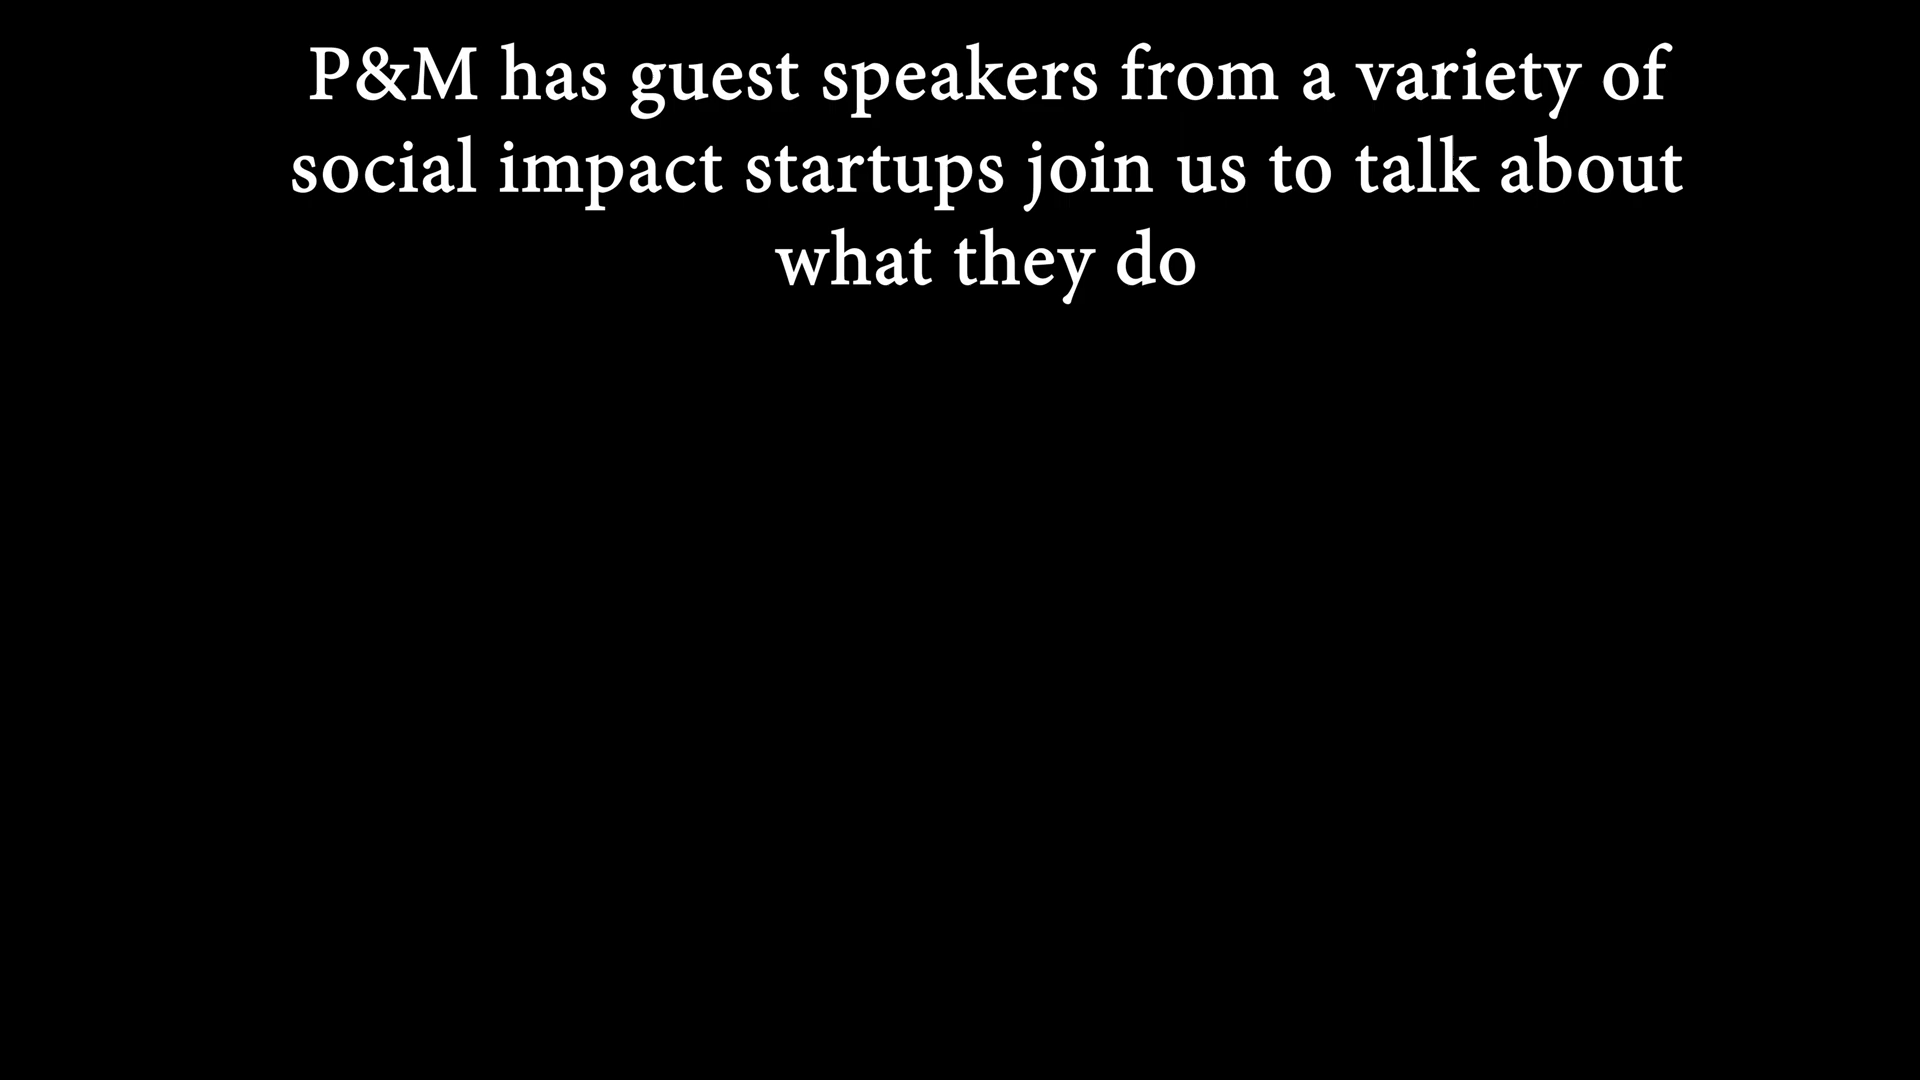 P&M has guest speakers from a variety of
social impact startups join us to talk about
what they do